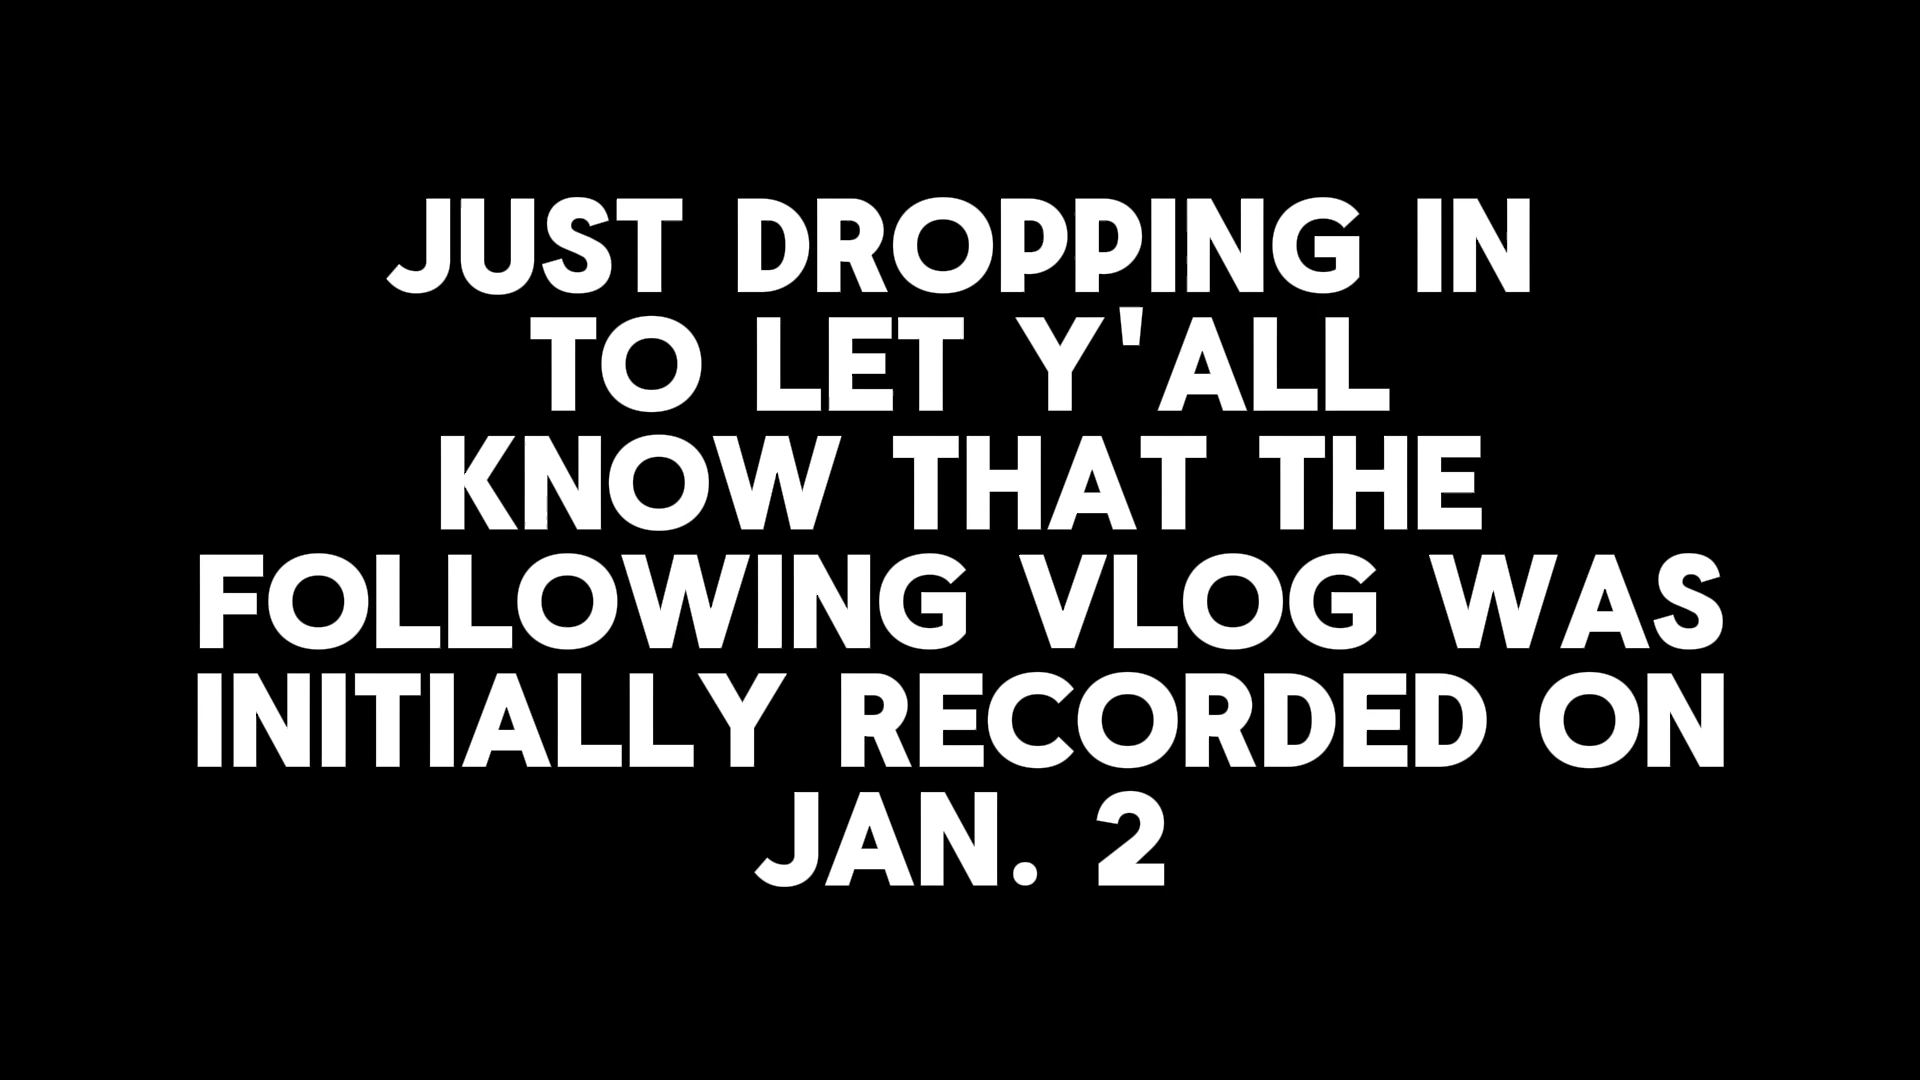 JUST DROPPING IN
TO LET Y'ALL
KNOW THAT THE
FOLLOWING VLOG WAS
INITIALLY RECORDED ON
JAN. 2